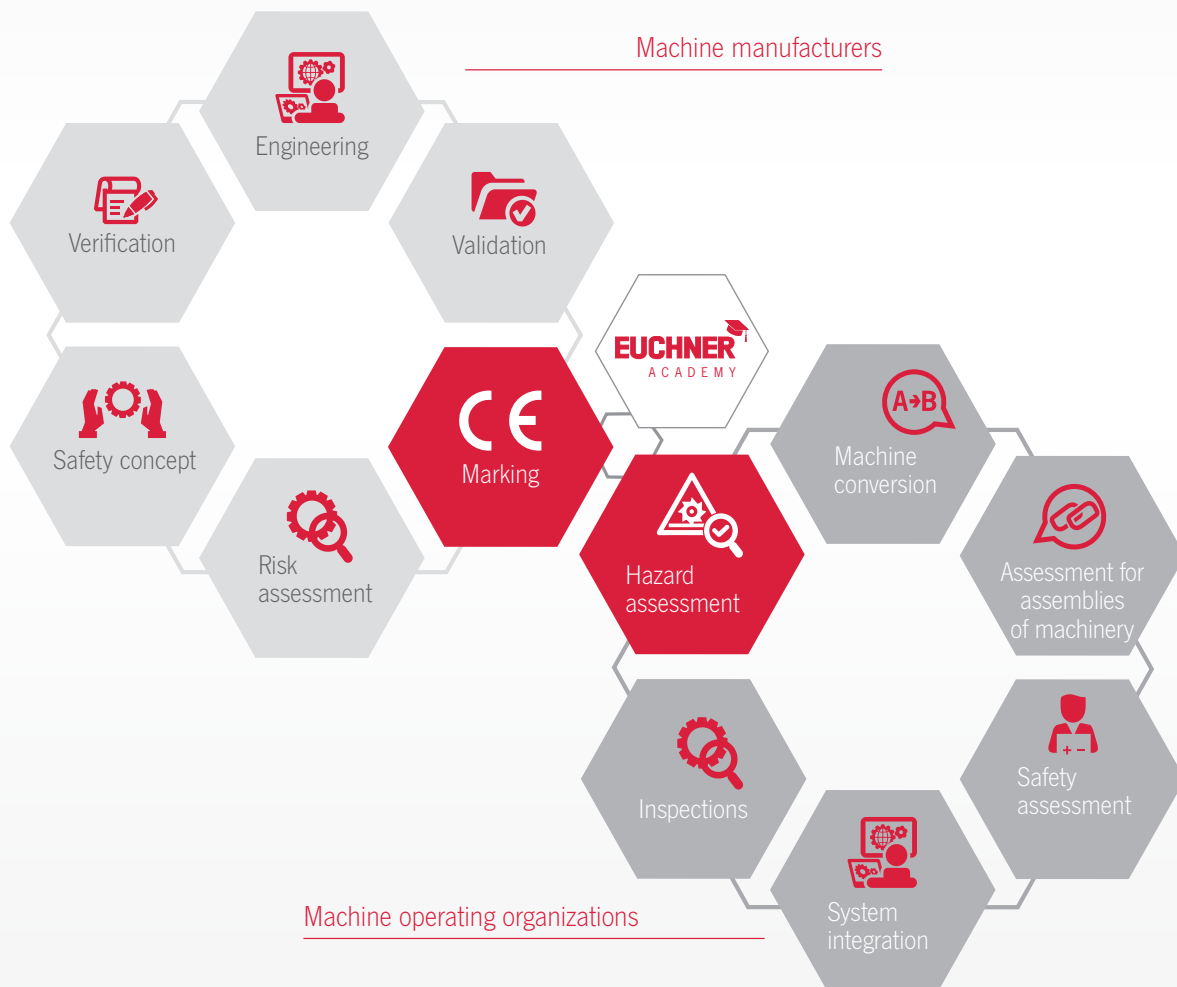 Machine manufacturers
Engineering
Verification
Validation
EUCHNER
ACADEMY
CE
Marking
Safety concept
Risk
assessment
A→B
Machine
conversion
Hazard
assessment
Assessment for
assemblies
of machinery
Safety
assessment
+ −
Inspections
System
integration
Machine operating organizations